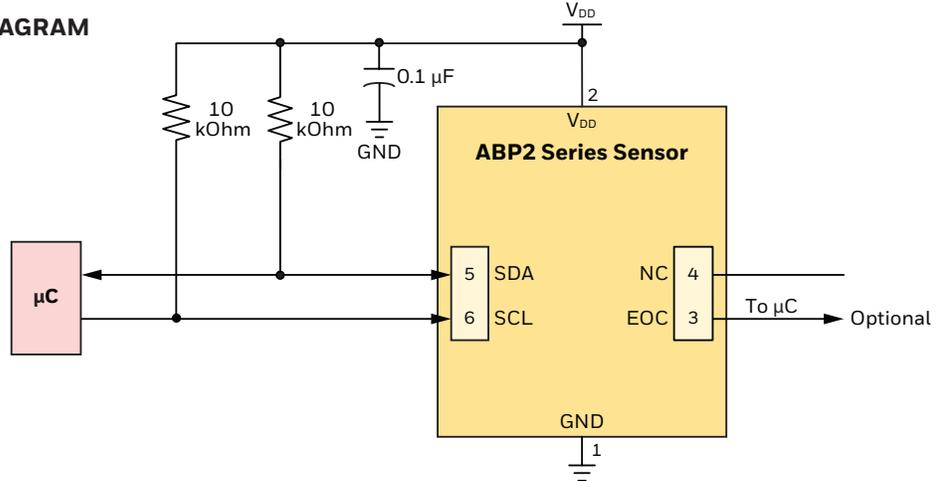 AGRAM
VDD
0.1 µF
2
10
kOhm
10
kOhm
VDD
GND
ABP2 Series Sensor
5 SDA
NC 4
µC
To µC
6 SCL
EOC 3
Optional
GND
1